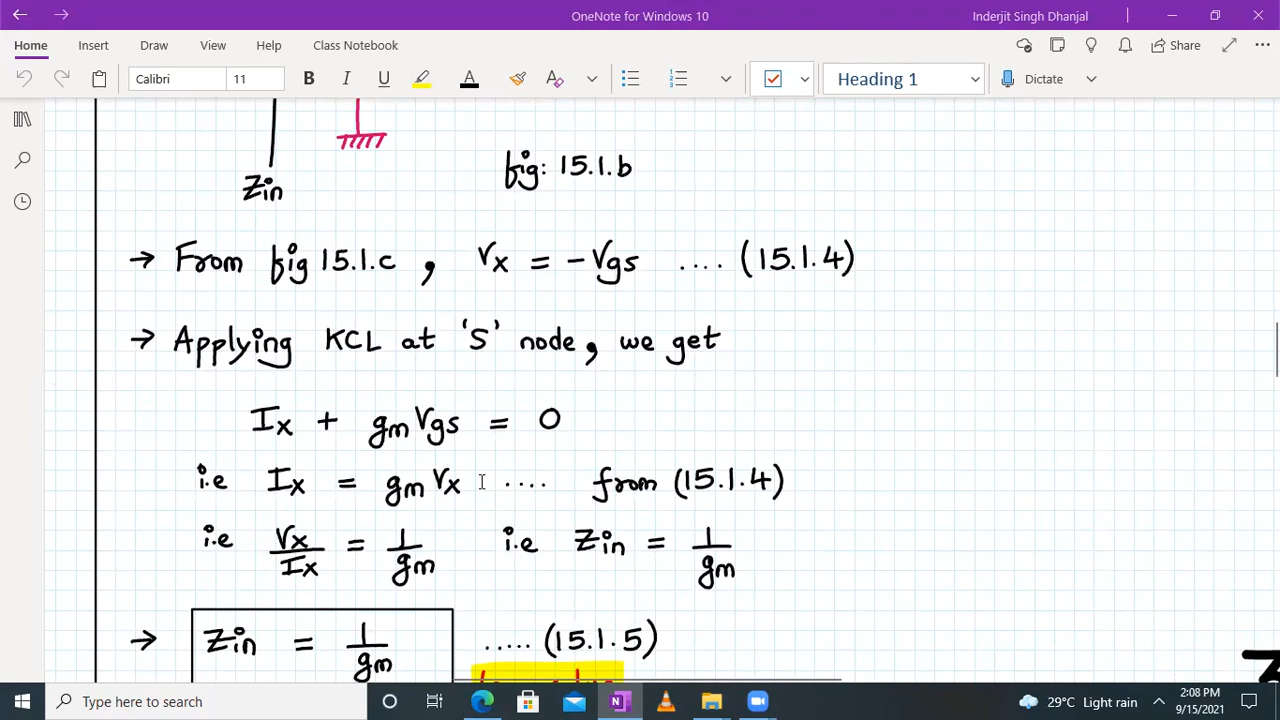 OneNote for Windows 10
Inderjit Singh Dhanjal
Home Insert Draw View Help Class Notebook
Share
Calibri 11 B I U A Heading 1 Dictate
Zin
fig: 15.1.b
→ From fig 15.1.c , Vx = -Vgs .... (15.1.4)
→ Applying KCL at 'S' node, we get
Ix + gm Vgs = 0
i.e Ix = gm Vx .... from (15.1.4)
i.e Vx/Ix = 1/gm i.e Zin = 1/gm
→ Zin = 1/gm ..... (15.1.5)
Type here to search
29°C Light rain
2:08 PM
9/15/2021